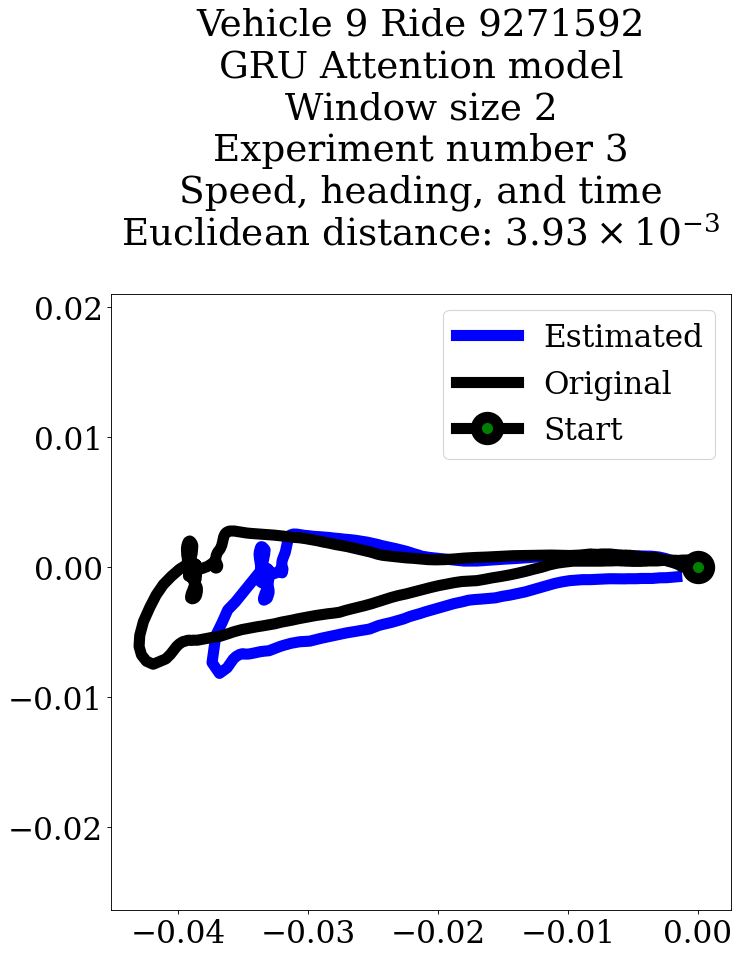 Vehicle 9 Ride 9271592
GRU Attention model
Window size 2
Experiment number 3
Speed, heading, and time
Euclidean distance: 3.93 × 10⁻³
0.02
Estimated
Original
Start
0.01
0.00
−0.01
−0.02
−0.04
−0.03
−0.02
−0.01
0.00